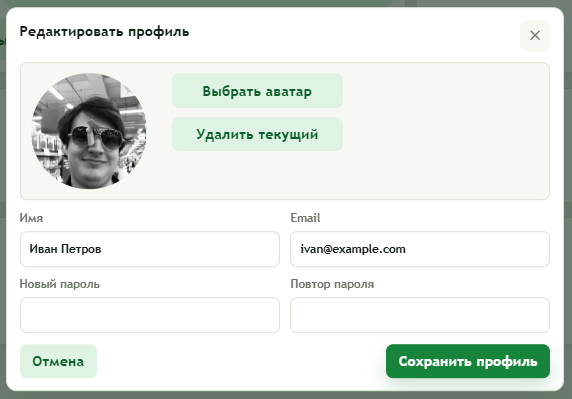 Редактировать профиль
Выбрать аватар
Удалить текущий
Имя
Email
Иван Петров
ivan@example.com
Новый пароль
Повтор пароля
Отмена
Сохранить профиль